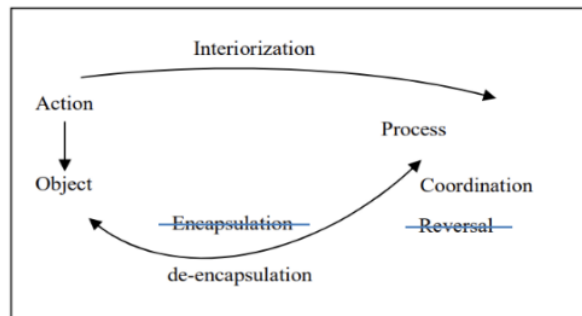 Interiorization
Action
Process
Object
Coordination
Encapsulation
Reversal
de-encapsulation